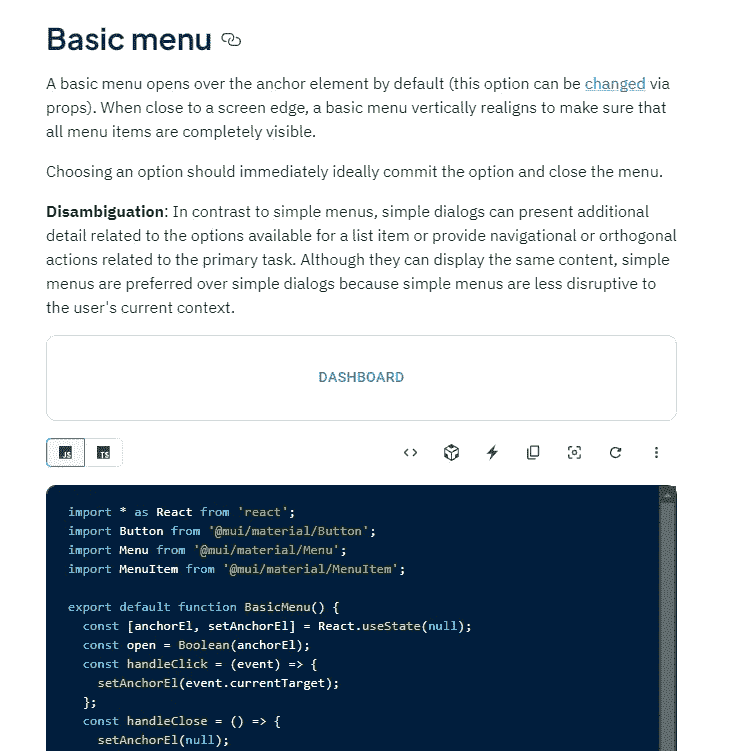 Basic menu
A basic menu opens over the anchor element by default (this option can be changed via
props). When close to a screen edge, a basic menu vertically realigns to make sure that
all menu items are completely visible.
Choosing an option should immediately ideally commit the option and close the menu.
Disambiguation: In contrast to simple menus, simple dialogs can present additional
detail related to the options available for a list item or provide navigational or orthogonal
actions related to the primary task. Although they can display the same content, simple
menus are preferred over simple dialogs because simple menus are less disruptive to
the user's current context.
DASHBOARD
JS TS
import * as React from 'react';
import Button from '@mui/material/Button';
import Menu from '@mui/material/Menu';
import MenuItem from '@mui/material/MenuItem';
export default function BasicMenu() {
const [anchorEl, setAnchorEl] = React.useState(null);
const open = Boolean(anchorEl);
const handleClick = (event) => {
setAnchorEl(event.currentTarget);
};
const handleClose = () => {
setAnchorEl(null);